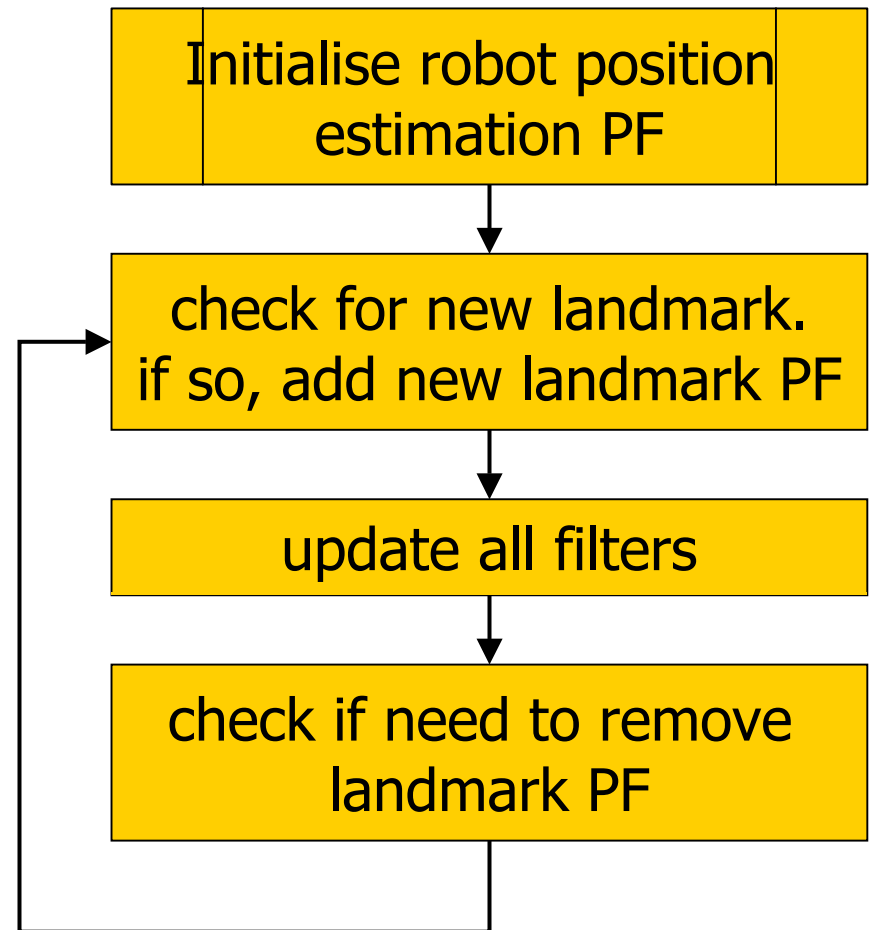 Initialise robot position
estimation PF
check for new landmark.
if so, add new landmark PF
update all filters
check if need to remove
landmark PF